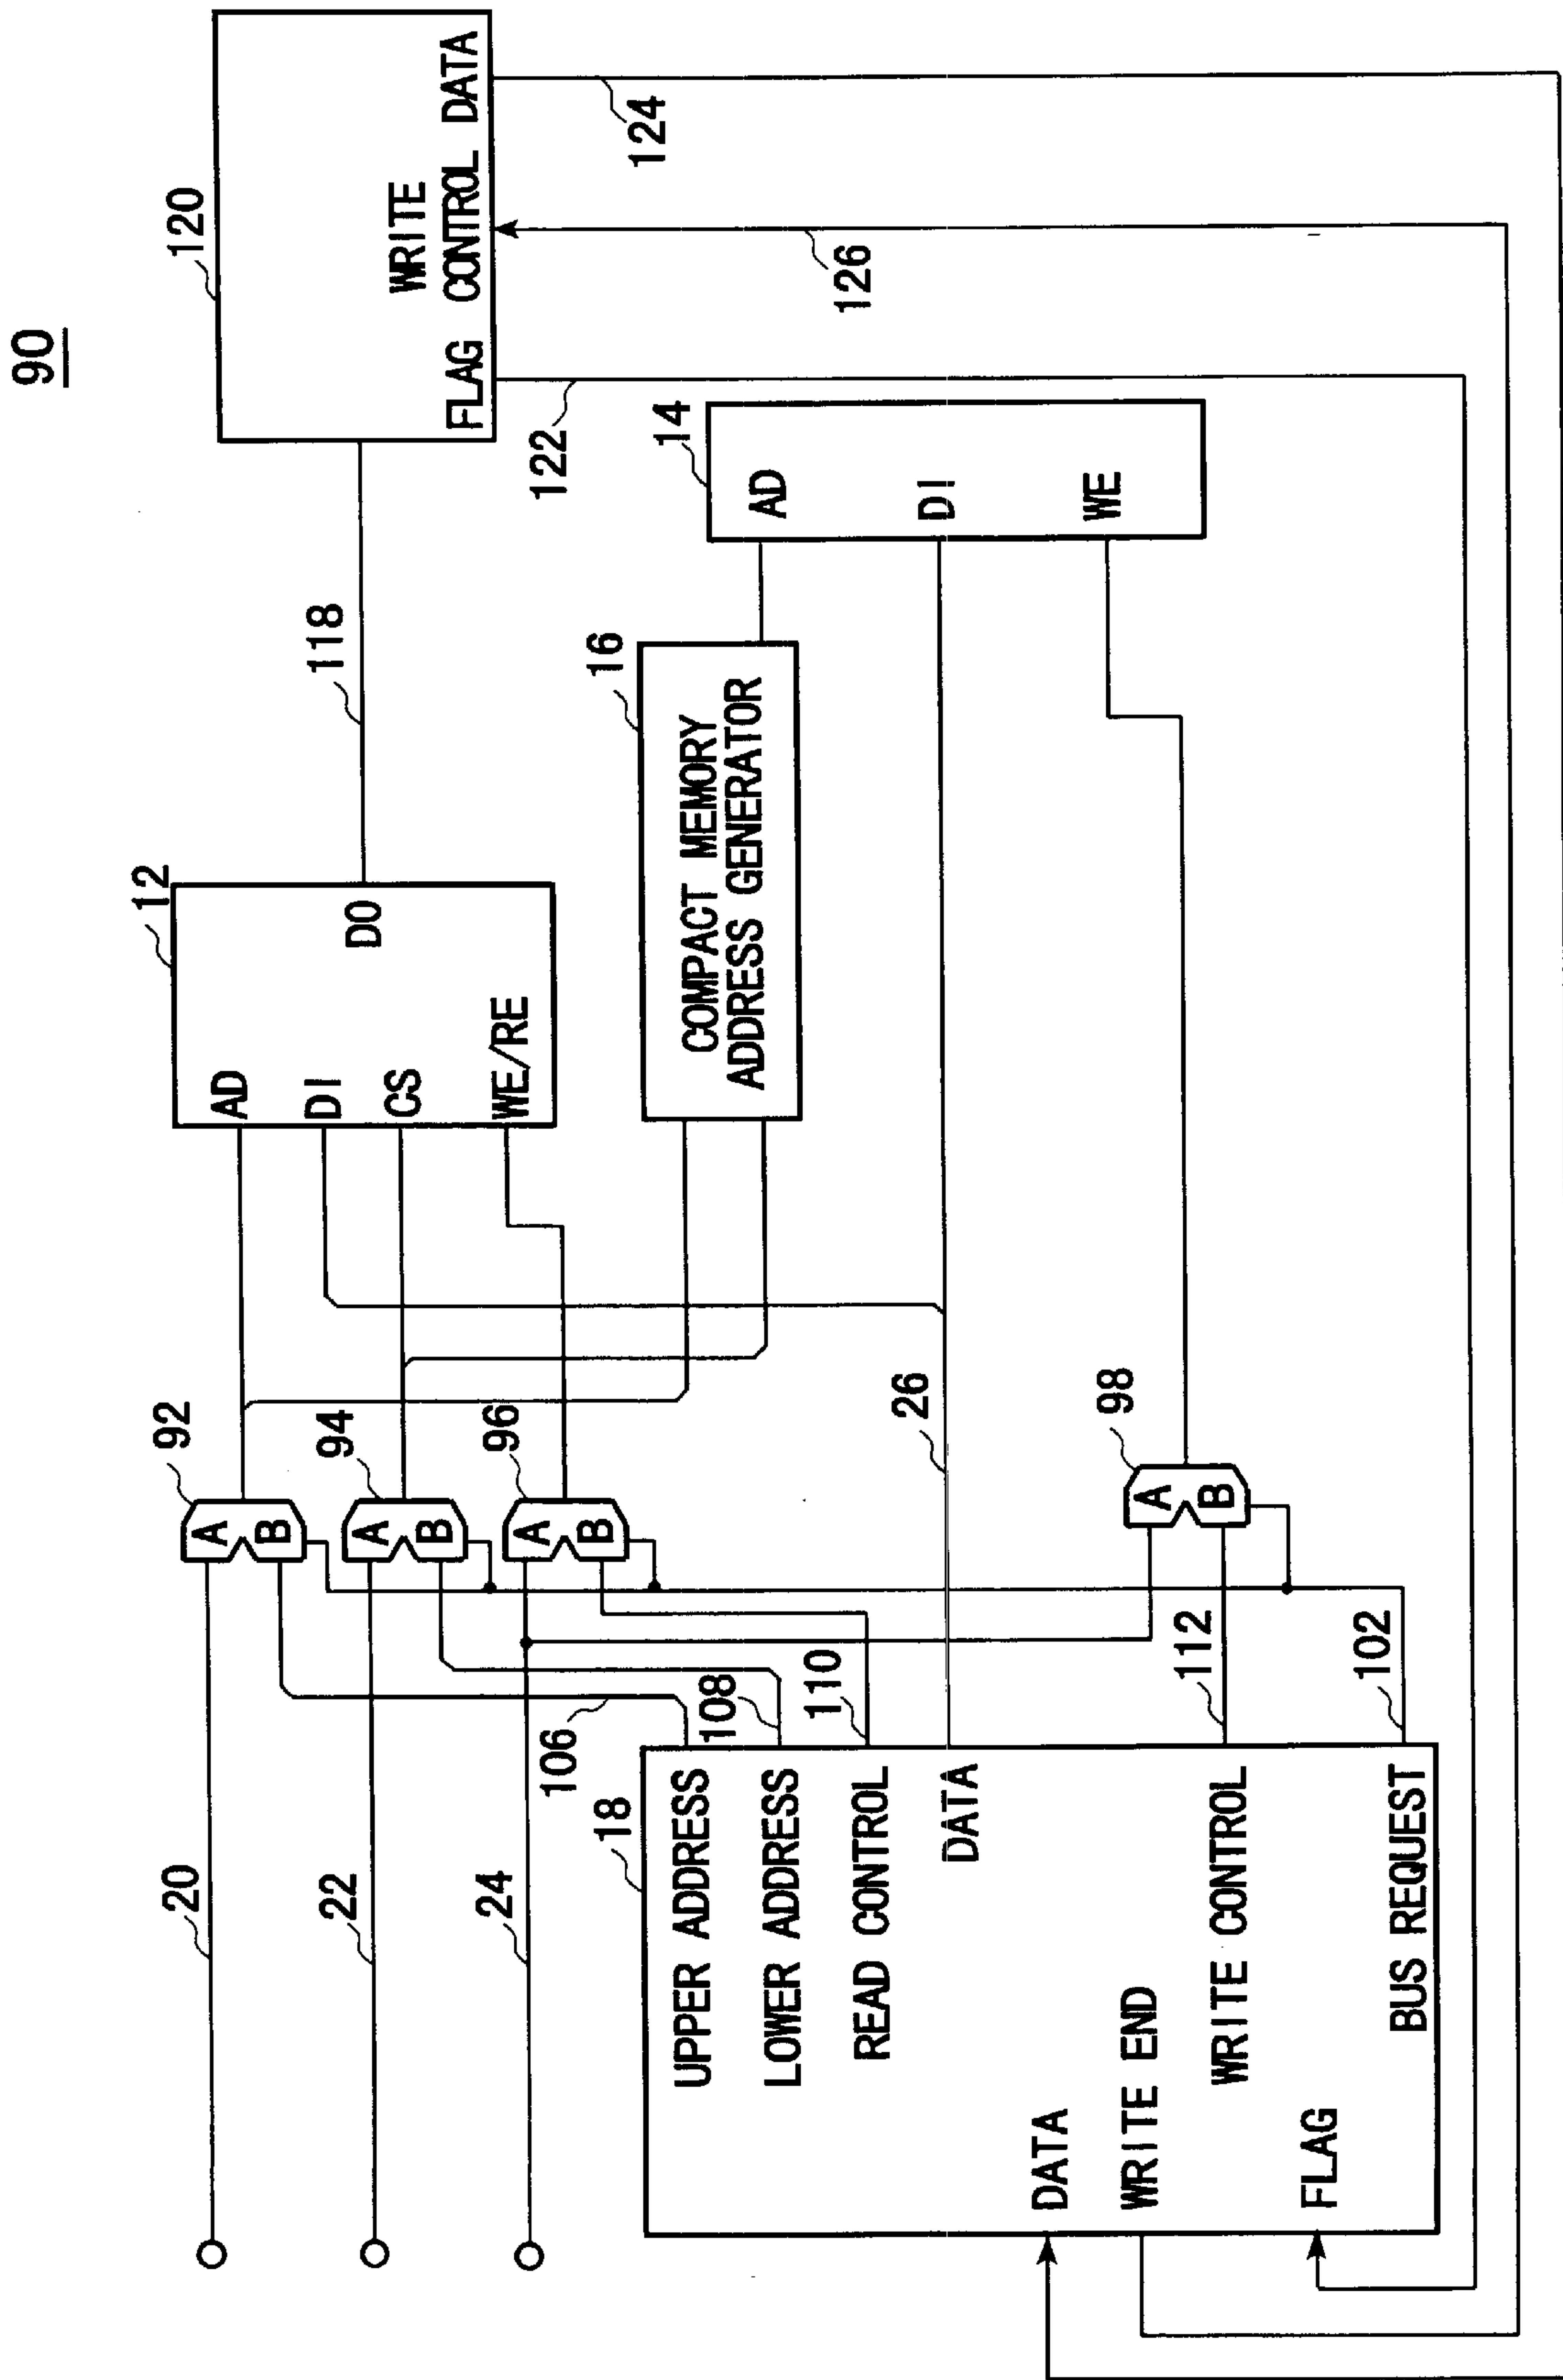 90
120
WRITE
FLAG CONTROL DATA
124
126
122
118
12
AD
DI
CS
WE/RE
DO
14
AD
DI
WE
16
COMPACT MEMORY
ADDRESS GENERATOR
92
A
B
94
A
B
96
A
B
98
A
B
20
22
24
26
106
108
110
112
102
18
UPPER ADDRESS
LOWER ADDRESS
READ CONTROL
DATA
DATA
WRITE END
WRITE CONTROL
FLAG
BUS REQUEST